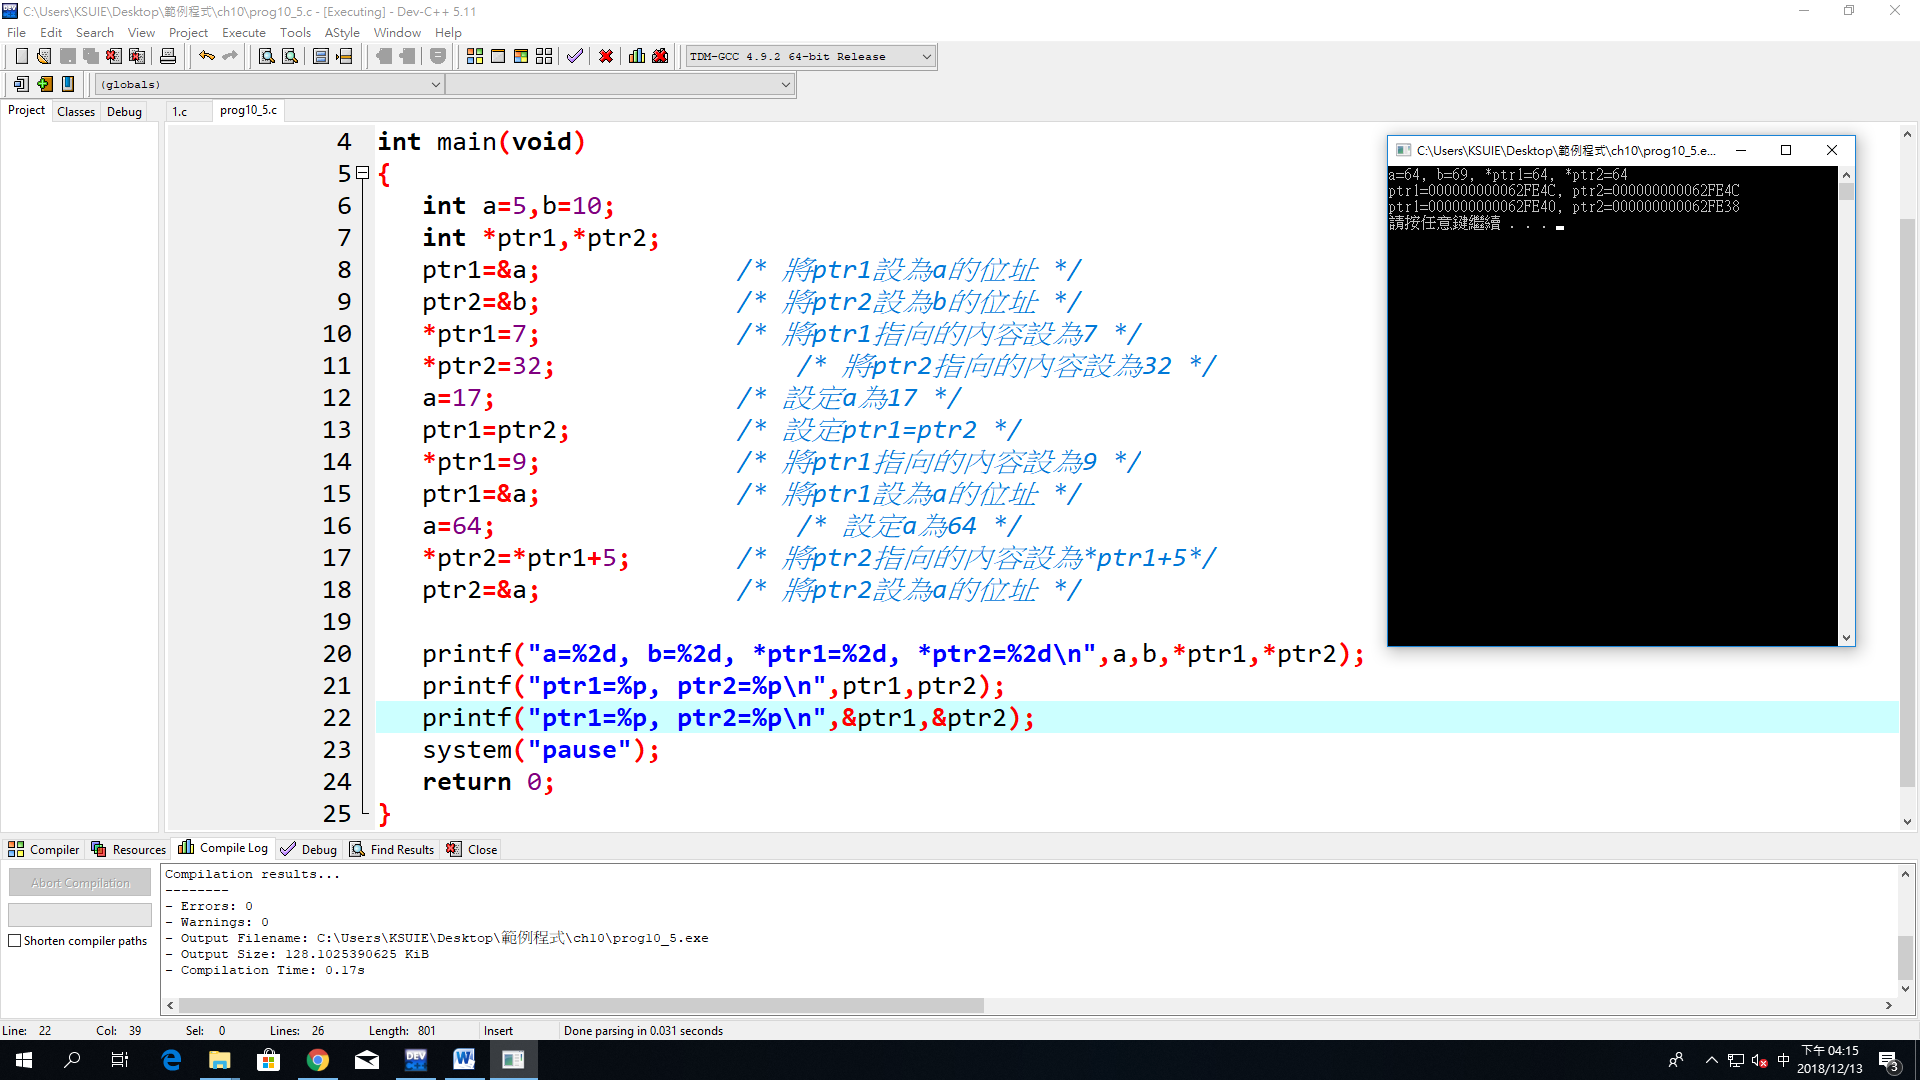 C:\Users\KSUIE\Desktop\範例程式\ch10\prog10_5.c - [Executing] - Dev-C++ 5.11
File Edit Search View Project Execute Tools AStyle Window Help
TDM-GCC 4.9.2 64-bit Release
(globals)
Project Classes Debug 1.c prog10_5.c
4 int main(void)
5 {
6 int a=5,b=10;
7 int *ptr1,*ptr2;
8 ptr1=&a; /* 將ptr1設為a的位址 */
9 ptr2=&b; /* 將ptr2設為b的位址 */
10 *ptr1=7; /* 將ptr1指向的內容設為7 */
11 *ptr2=32; /* 將ptr2指向的內容設為32 */
12 a=17; /* 設定a為17 */
13 ptr1=ptr2; /* 設定ptr1=ptr2 */
14 *ptr1=9; /* 將ptr1指向的內容設為9 */
15 ptr1=&a; /* 將ptr1設為a的位址 */
16 a=64; /* 設定a為64 */
17 *ptr2=*ptr1+5; /* 將ptr2指向的內容設為*ptr1+5*/
18 ptr2=&a; /* 將ptr2設為a的位址 */
19
20 printf("a=%2d, b=%2d, *ptr1=%2d, *ptr2=%2d\n",a,b,*ptr1,*ptr2);
21 printf("ptr1=%p, ptr2=%p\n",ptr1,ptr2);
22 printf("ptr1=%p, ptr2=%p\n",&ptr1,&ptr2);
23 system("pause");
24 return 0;
25 }
C:\Users\KSUIE\Desktop\範例程式\ch10\prog10_5.e...
a=64, b=69, *ptr1=64, *ptr2=64
ptr1=000000000062FE4C, ptr2=000000000062FE4C
ptr1=000000000062FE40, ptr2=000000000062FE38
請按任意鍵繼續 . . .
Compiler Resources Compile Log Debug Find Results Close
Abort Compilation
Shorten compiler paths
Compilation results...
--------
- Errors: 0
- Warnings: 0
- Output Filename: C:\Users\KSUIE\Desktop\範例程式\ch10\prog10_5.exe
- Output Size: 128.1025390625 KiB
- Compilation Time: 0.17s
Line: 22 Col: 39 Sel: 0 Lines: 26 Length: 801 Insert Done parsing in 0.031 seconds
DEV
中
下午 04:15
2018/12/13
3